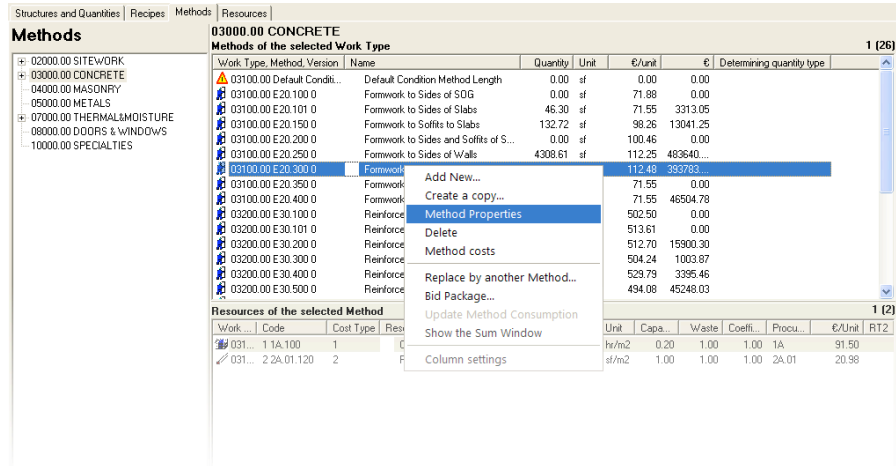 Structures and Quantities Recipes Methods Resources
Methods
03000.00 CONCRETE
Methods of the selected Work Type 1 (26)
02000.00 SITEWORK
03000.00 CONCRETE
04000.00 MASONRY
05000.00 METALS
07000.00 THERMAL&MOISTURE
08000.00 DOORS & WINDOWS
10000.00 SPECIALTIES
Work Type, Method, Version Name Quantity Unit €/unit € Determining quantity type
03100.00 Default Conditi... Default Condition Method Length 0.00 sf 0.00 0.00
03100.00 E20.100 0 Formwork to Sides of SOG 0.00 sf 71.88 0.00
03100.00 E20.101 0 Formwork to Sides of Slabs 46.30 sf 71.55 3313.05
03100.00 E20.150 0 Formwork to Soffits to Slabs 132.72 sf 98.26 13041.25
03100.00 E20.200 0 Formwork to Sides and Soffits of S... 0.00 sf 100.46 0.00
03100.00 E20.250 0 Formwork to Sides of Walls 4308.61 sf 112.25 483640....
03100.00 E20.300 0 Formwork 112.48 393783....
03100.00 E20.350 0 Formwork 71.55 0.00
03100.00 E20.400 0 Formwork 71.55 46504.78
03200.00 E30.100 0 Reinforce 502.50 0.00
03200.00 E30.101 0 Reinforce 513.61 0.00
03200.00 E30.200 0 Reinforce 512.70 15900.30
03200.00 E30.300 0 Reinforce 504.24 1003.87
03200.00 E30.400 0 Reinforce 529.79 3395.46
03200.00 E30.500 0 Reinforce 494.08 45248.03
Add New...
Create a copy...
Method Properties
Delete
Method costs
Replace by another Method...
Bid Package...
Update Method Consumption
Show the Sum Window
Column settings
Resources of the selected Method 1 (2)
Work ... Code Cost Type Unit Capa... Waste Coeffi... Procu... €/Unit RT2
031... 1 1A.100 1 hr/m2 0.20 1.00 1.00 1A 91.50
031... 2 2A.01.120 2 sf/m2 1.00 1.00 1.00 2A.01 20.98